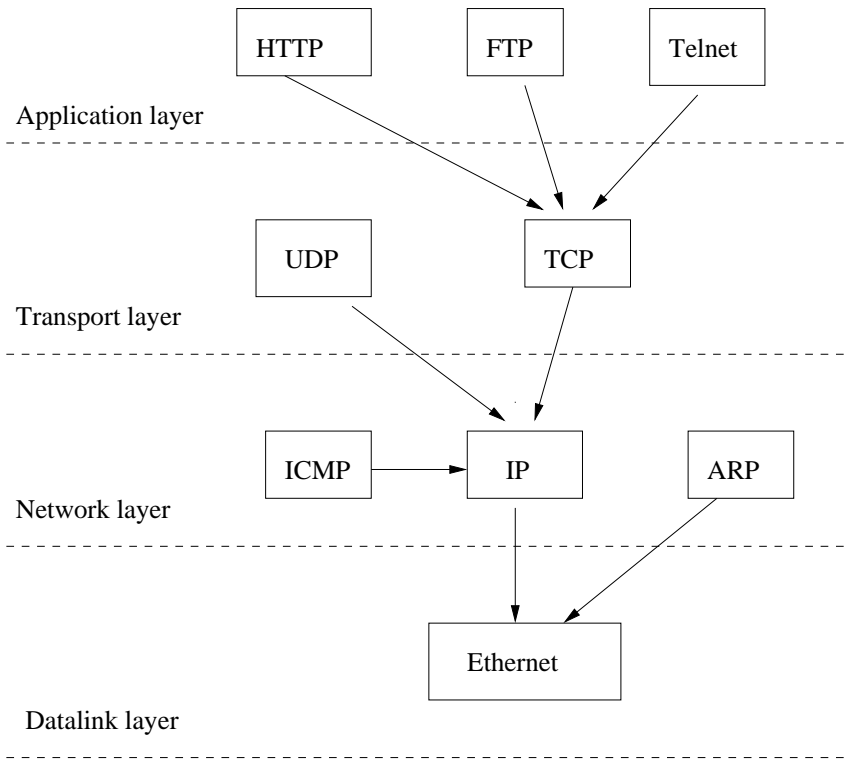 HTTP
FTP
Telnet
Application layer
UDP
TCP
Transport layer
ICMP
IP
ARP
Network layer
Ethernet
Datalink layer